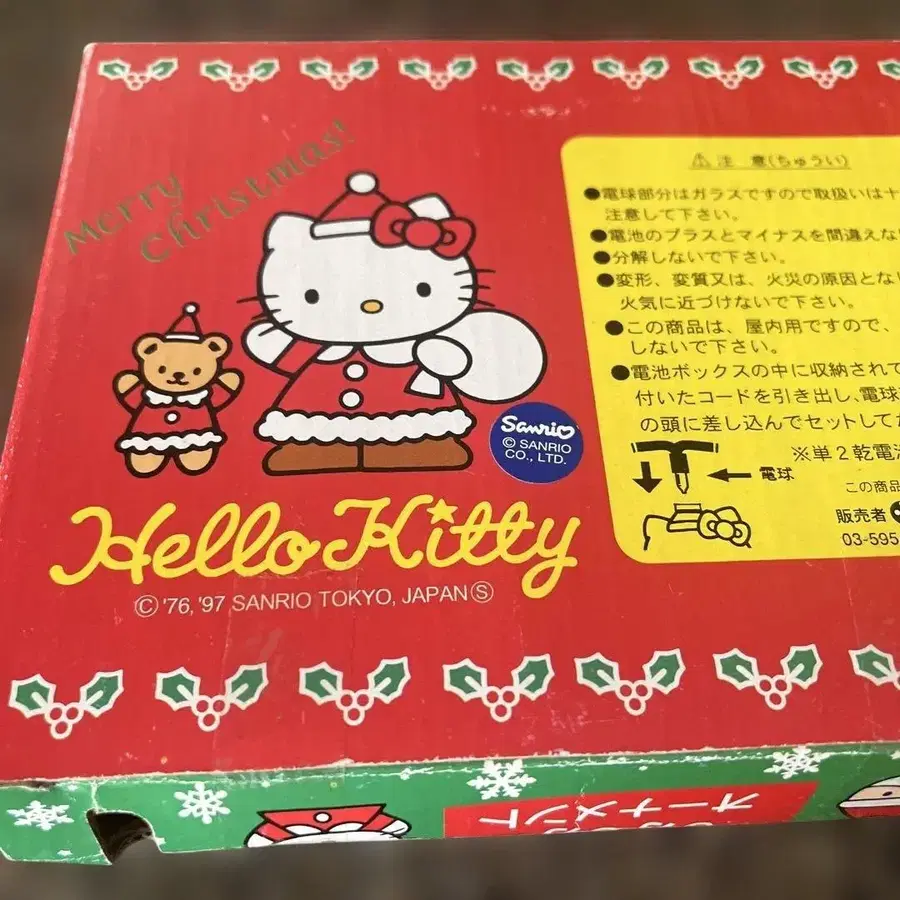 Merry
Christmas!
Sanrio
© SANRIO
CO., LTD.
Hello Kitty
© '76, '97 SANRIO TOKYO, JAPAN Ⓢ
⚠注 意(ちゅうい)
●電球部分はガラスですので取扱いは十
注意して下さい。
●電池のプラスとマイナスを間違えな
●分解しないで下さい。
●変形、変質又は、火災の原因とな
火気に近づけないで下さい。
●この商品は、屋内用ですので、
しないで下さい。
●電池ボックスの中に収納されて
付いたコードを引き出し、電球
の頭に差し込んでセットして
※単2乾電
電球
この商品
販売者
03-595
オーナメント